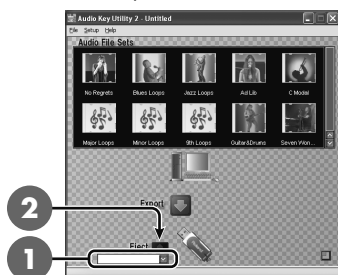 Audio Key Utility 2 - Untitled
File Setup Help
Audio File Sets
No Regrets Blues Loops Jazz Loops Ad Lib C Modal
Major Loops Minor Loops 9th Loops Guitar&Drums Seven Won...
Export
2
Eject
1